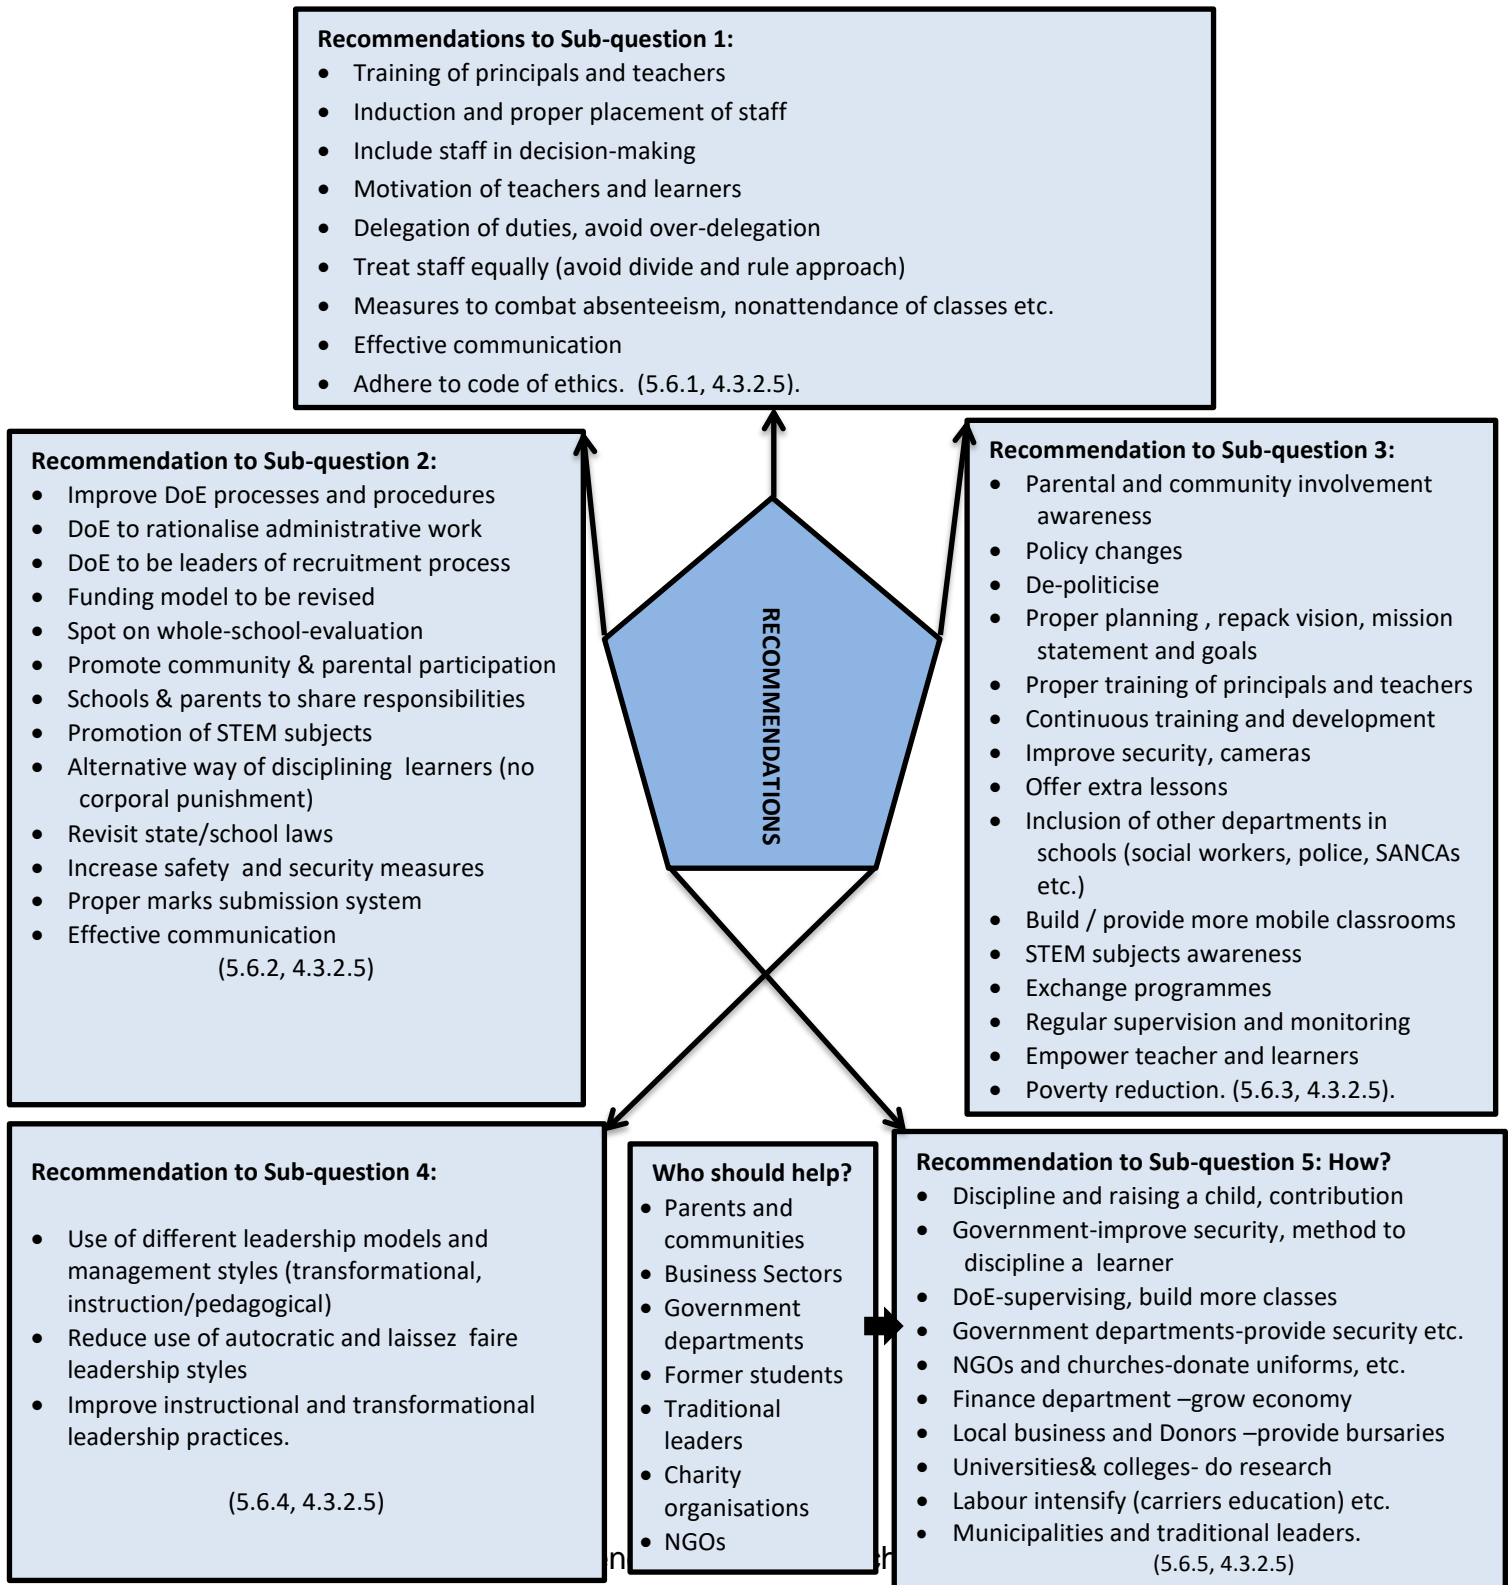 Recommendations to Sub-question 1:
• Training of principals and teachers
• Induction and proper placement of staff
• Include staff in decision-making
• Motivation of teachers and learners
• Delegation of duties, avoid over-delegation
• Treat staff equally (avoid divide and rule approach)
• Measures to combat absenteeism, nonattendance of classes etc.
• Effective communication
• Adhere to code of ethics. (5.6.1, 4.3.2.5).
Recommendation to Sub-question 2:
• Improve DoE processes and procedures
• DoE to rationalise administrative work
• DoE to be leaders of recruitment process
• Funding model to be revised
• Spot on whole-school-evaluation
• Promote community & parental participation
• Schools & parents to share responsibilities
• Promotion of STEM subjects
• Alternative way of disciplining learners (no
corporal punishment)
• Revisit state/school laws
• Increase safety and security measures
• Proper marks submission system
• Effective communication
(5.6.2, 4.3.2.5)
RECOMMENDATIONS
Recommendation to Sub-question 3:
• Parental and community involvement
awareness
• Policy changes
• De-politicise
• Proper planning , repack vision, mission
statement and goals
• Proper training of principals and teachers
• Continuous training and development
• Improve security, cameras
• Offer extra lessons
• Inclusion of other departments in
schools (social workers, police, SANCAs
etc.)
• Build / provide more mobile classrooms
• STEM subjects awareness
• Exchange programmes
• Regular supervision and monitoring
• Empower teacher and learners
• Poverty reduction. (5.6.3, 4.3.2.5).
Recommendation to Sub-question 4:
• Use of different leadership models and
management styles (transformational,
instruction/pedagogical)
• Reduce use of autocratic and laissez faire
leadership styles
• Improve instructional and transformational
leadership practices.
(5.6.4, 4.3.2.5)
Who should help?
• Parents and
communities
• Business Sectors
• Government
departments
• Former students
• Traditional
leaders
• Charity
organisations
• NGOs
Recommendation to Sub-question 5: How?
• Discipline and raising a child, contribution
• Government-improve security, method to
discipline a learner
• DoE-supervising, build more classes
• Government departments-provide security etc.
• NGOs and churches-donate uniforms, etc.
• Finance department –grow economy
• Local business and Donors –provide bursaries
• Universities& colleges- do research
• Labour intensify (carriers education) etc.
• Municipalities and traditional leaders.
(5.6.5, 4.3.2.5)